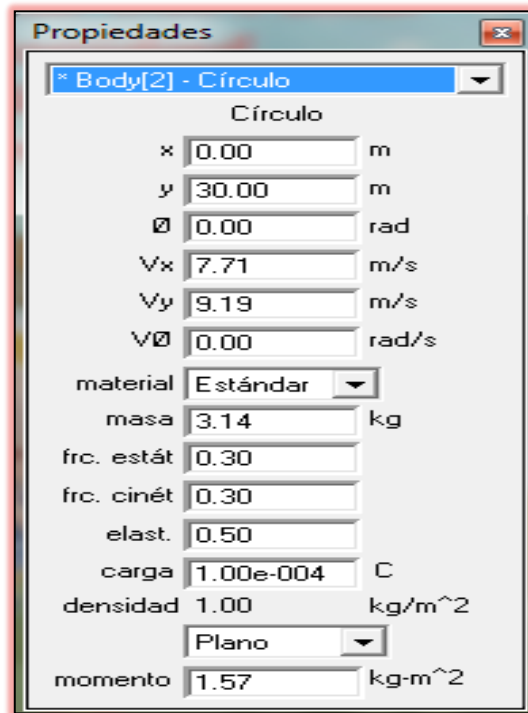 Propiedades
* Body[2] - Círculo
Círculo
x 0.00 m
y 30.00 m
Ø 0.00 rad
Vx 7.71 m/s
Vy 9.19 m/s
VØ 0.00 rad/s
material Estándar
masa 3.14 kg
frc. estát 0.30
frc. cinét 0.30
elast. 0.50
carga 1.00e-004 C
densidad 1.00 kg/m^2
Plano
momento 1.57 kg-m^2